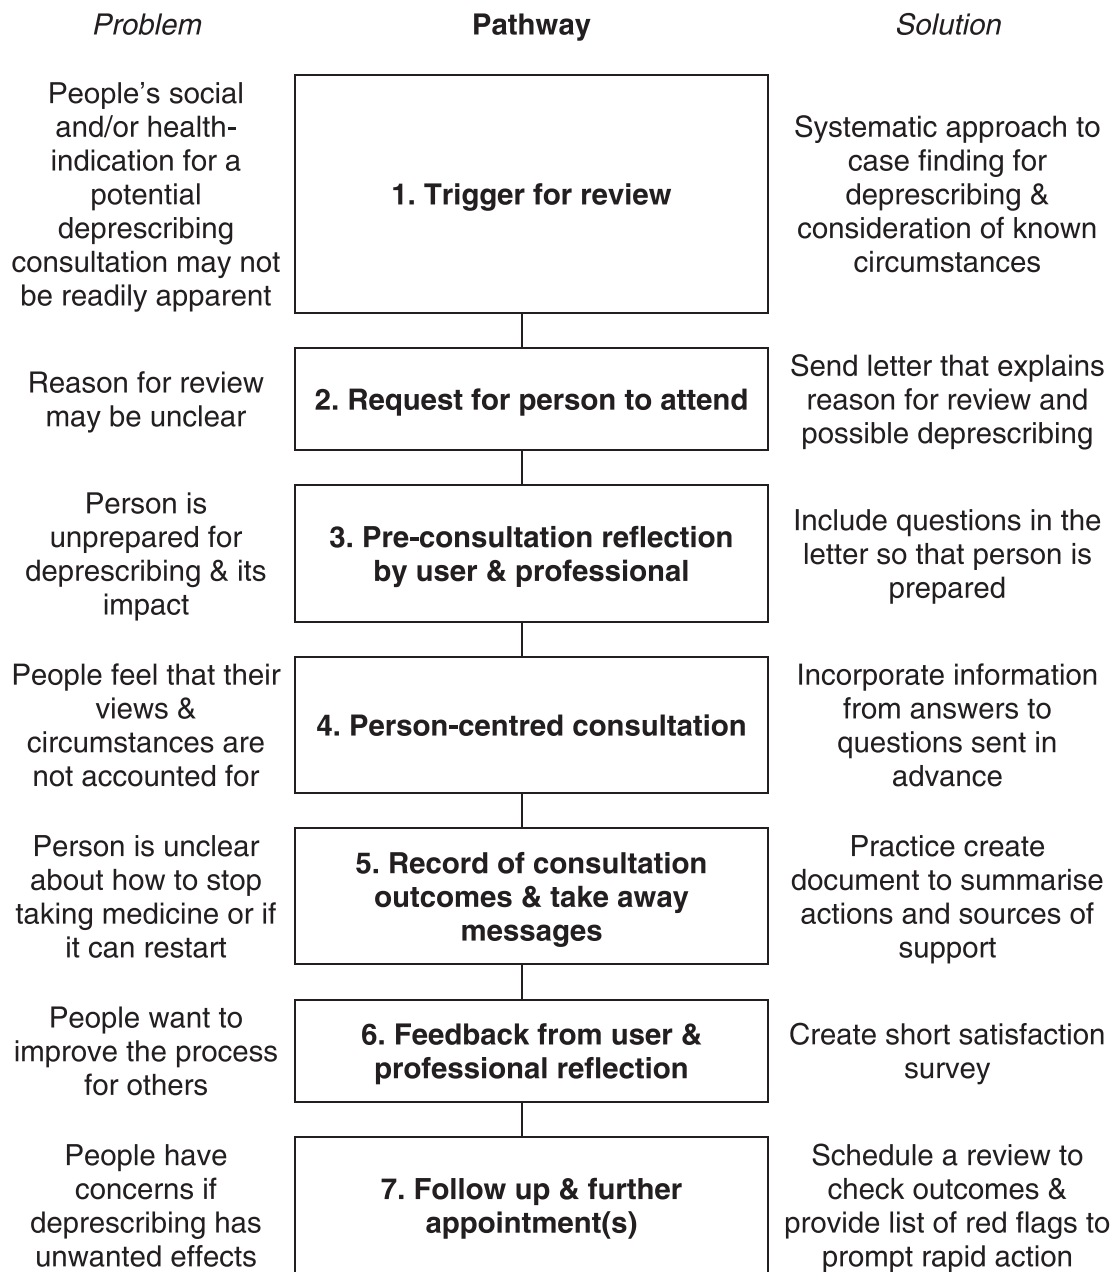 Problem
Pathway
Solution
People’s social
and/or health-
indication for a
potential
deprescribing
consultation may not
be readily apparent
1. Trigger for review
Systematic approach to
case finding for
deprescribing &
consideration of known
circumstances
Reason for review
may be unclear
2. Request for person to attend
Send letter that explains
reason for review and
possible deprescribing
Person is
unprepared for
deprescribing & its
impact
3. Pre-consultation reflection
by user & professional
Include questions in the
letter so that person is
prepared
People feel that their
views &
circumstances are
not accounted for
4. Person-centred consultation
Incorporate information
from answers to
questions sent in
advance
Person is unclear
about how to stop
taking medicine or if
it can restart
5. Record of consultation
outcomes & take away
messages
Practice create
document to summarise
actions and sources of
support
People want to
improve the process
for others
6. Feedback from user &
professional reflection
Create short satisfaction
survey
People have
concerns if
deprescribing has
unwanted effects
7. Follow up & further
appointment(s)
Schedule a review to
check outcomes &
provide list of red flags to
prompt rapid action